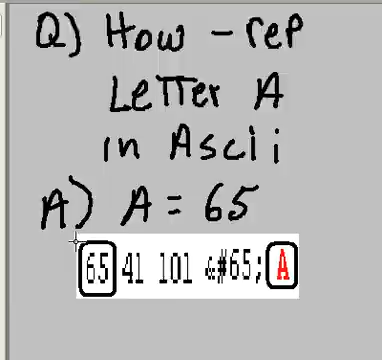 Q) How - rep
Letter A
in Ascii
A) A = 65
65 41 101 &#65; A